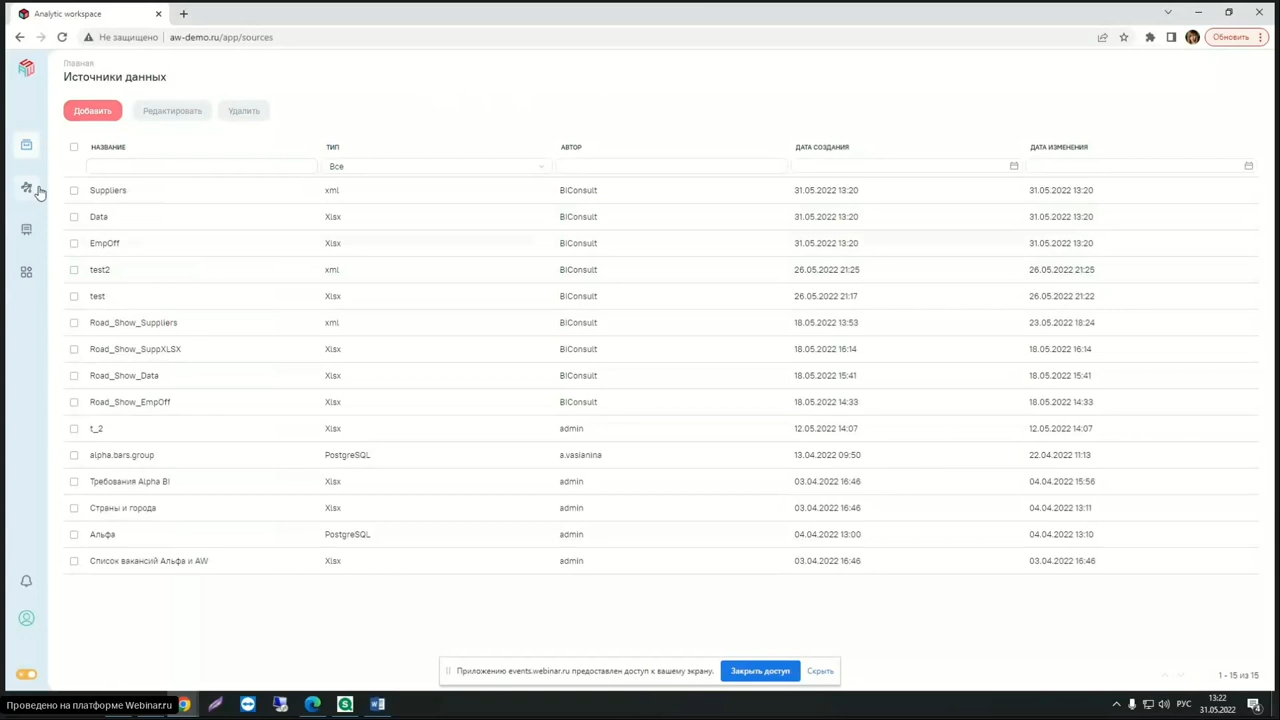 Analytic workspace
Не защищено
aw-demo.ru/app/sources
Обновить
Главная
Источники данных
Добавить Редактировать Удалить
НАЗВАНИЕ ТИП АВТОР ДАТА СОЗДАНИЯ ДАТА ИЗМЕНЕНИЯ
Все
Suppliers xml BIConsult 31.05.2022 13:20 31.05.2022 13:20
Data Xlsx BIConsult 31.05.2022 13:20 31.05.2022 13:20
EmpOff Xlsx BIConsult 31.05.2022 13:20 31.05.2022 13:20
test2 xml BIConsult 26.05.2022 21:25 26.05.2022 21:25
test Xlsx BIConsult 26.05.2022 21:17 26.05.2022 21:22
Road_Show_Suppliers xml BIConsult 18.05.2022 13:53 23.05.2022 18:24
Road_Show_SuppXLSX Xlsx BIConsult 18.05.2022 16:14 18.05.2022 16:14
Road_Show_Data Xlsx BIConsult 18.05.2022 15:41 18.05.2022 15:41
Road_Show_EmpOff Xlsx BIConsult 18.05.2022 14:33 18.05.2022 14:33
t_2 Xlsx admin 12.05.2022 14:07 12.05.2022 14:07
alpha.bars.group PostgreSQL a.vasianina 13.04.2022 09:50 22.04.2022 11:13
Требования Alpha BI Xlsx admin 03.04.2022 16:46 04.04.2022 15:56
Страны и города Xlsx admin 03.04.2022 16:46 04.04.2022 13:11
Альфа PostgreSQL admin 04.04.2022 13:00 04.04.2022 13:10
Список вакансий Альфа и AW Xlsx admin 03.04.2022 16:46 03.04.2022 16:46
Приложению events.webinar.ru предоставлен доступ к вашему экрану. Закрыть доступ Скрыть
1 - 15 из 15
Проведено на платформе Webinar.ru
РУС
13:22
31.05.2022
4